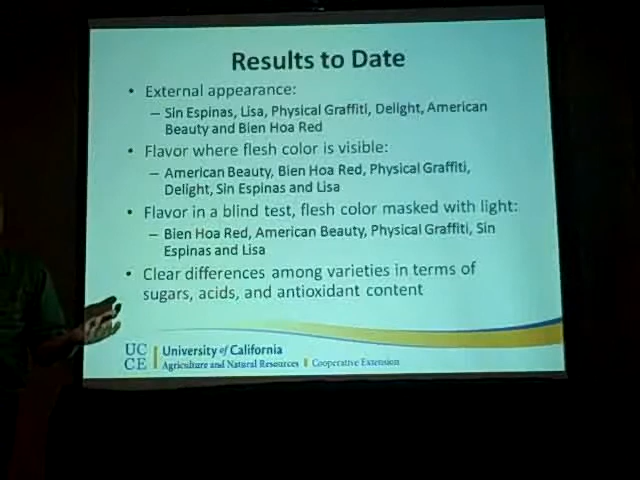 Results to Date
• External appearance:
– Sin Espinas, Lisa, Physical Graffiti, Delight, American
Beauty and Bien Hoa Red
• Flavor where flesh color is visible:
– American Beauty, Bien Hoa Red, Physical Graffiti,
Delight, Sin Espinas and Lisa
• Flavor in a blind test, flesh color masked with light:
– Bien Hoa Red, American Beauty, Physical Graffiti, Sin
Espinas and Lisa
• Clear differences among varieties in terms of
sugars, acids, and antioxidant content
UC
CE
University of California
Agriculture and Natural Resources
Cooperative Extension